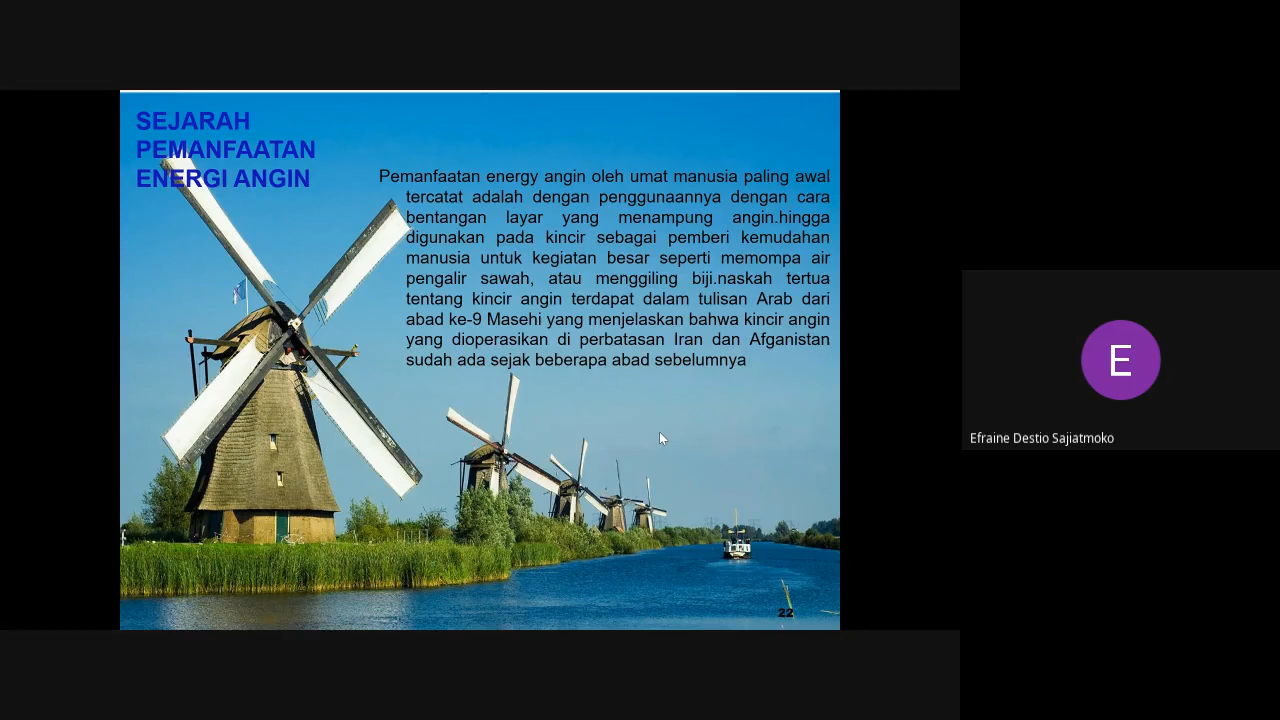 SEJARAH
PEMANFAATAN
ENERGI ANGIN
Pemanfaatan energy angin oleh umat manusia paling awal
tercatat adalah dengan penggunaannya dengan cara
bentangan layar yang menampung angin.hingga
digunakan pada kincir sebagai pemberi kemudahan
manusia untuk kegiatan besar seperti memompa air
pengalir sawah, atau menggiling biji.naskah tertua
tentang kincir angin terdapat dalam tulisan Arab dari
abad ke-9 Masehi yang menjelaskan bahwa kincir angin
yang dioperasikan di perbatasan Iran dan Afganistan
sudah ada sejak beberapa abad sebelumnya
22
E
Efraine Destio Sajiatmoko